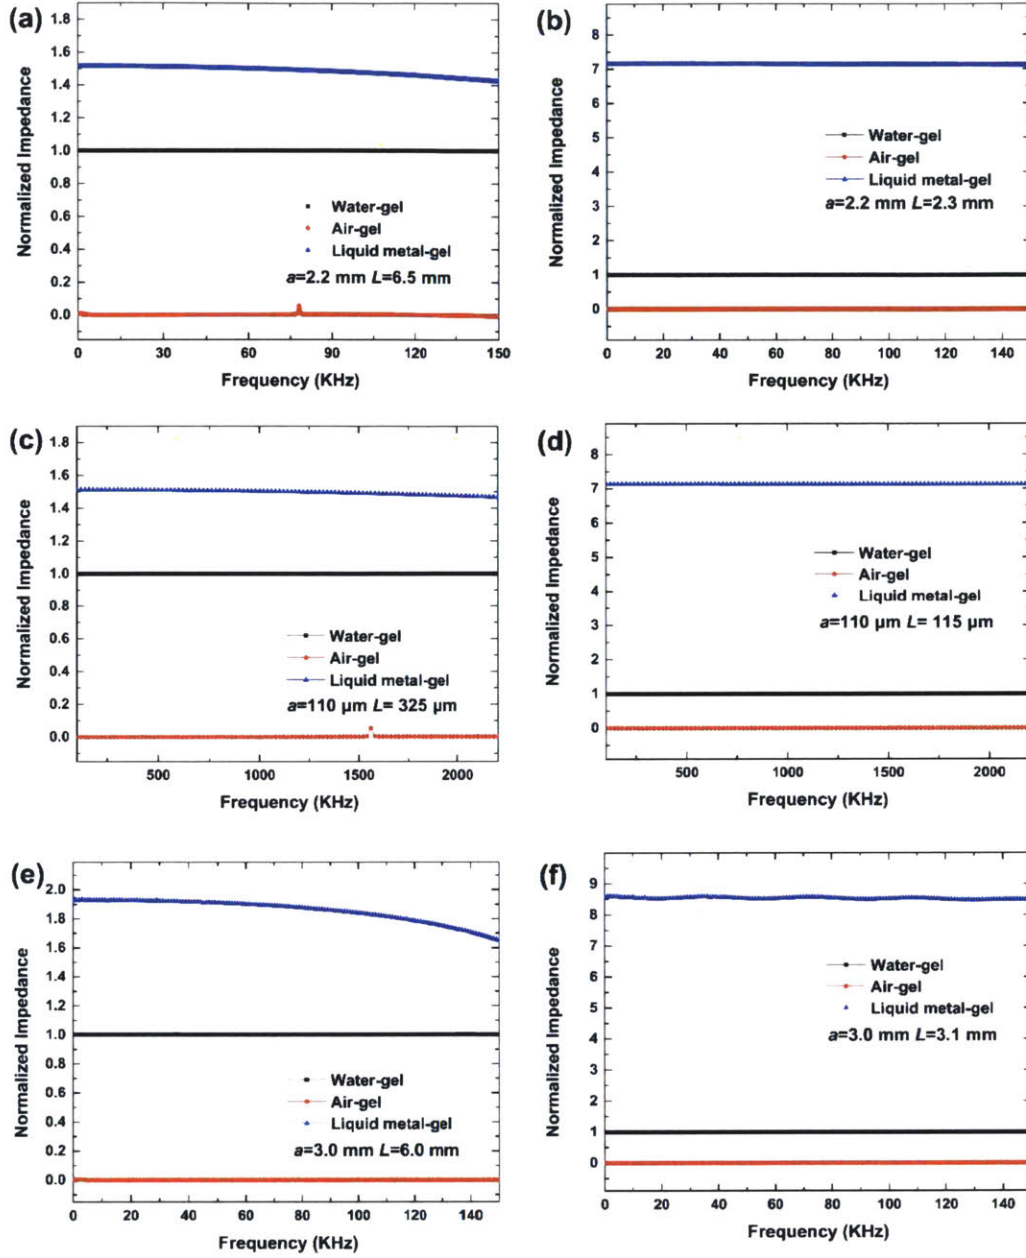 (a)
Normalized Impedance
1.8
1.6
1.4
1.2
1.0
0.8
0.6
0.4
0.2
0.0
Water-gel
Air-gel
Liquid metal-gel
a=2.2 mm L=6.5 mm
0 30 60 90 120 150
Frequency (KHz)
(b)
Normalized Impedance
8
7
6
5
4
3
2
1
0
Water-gel
Air-gel
Liquid metal-gel
a=2.2 mm L=2.3 mm
0 20 40 60 80 100 120 140
Frequency (KHz)
(c)
Normalized Impedance
1.8
1.6
1.4
1.2
1.0
0.8
0.6
0.4
0.2
0.0
Water-gel
Air-gel
Liquid metal-gel
a=110 μm L= 325 μm
500 1000 1500 2000
Frequency (KHz)
(d)
Normalized Impedance
8
7
6
5
4
3
2
1
0
Water-gel
Air-gel
Liquid metal-gel
a=110 μm L= 115 μm
500 1000 1500 2000
Frequency (KHz)
(e)
Normalized Impedance
2.0
1.8
1.6
1.4
1.2
1.0
0.8
0.6
0.4
0.2
0.0
Water-gel
Air-gel
Liquid metal-gel
a=3.0 mm L=6.0 mm
0 20 40 60 80 100 120 140
Frequency (KHz)
(f)
Normalized Impedance
9
8
7
6
5
4
3
2
1
0
Water-gel
Air-gel
Liquid metal-gel
a=3.0 mm L=3.1 mm
0 20 40 60 80 100 120 140
Frequency (KHz)